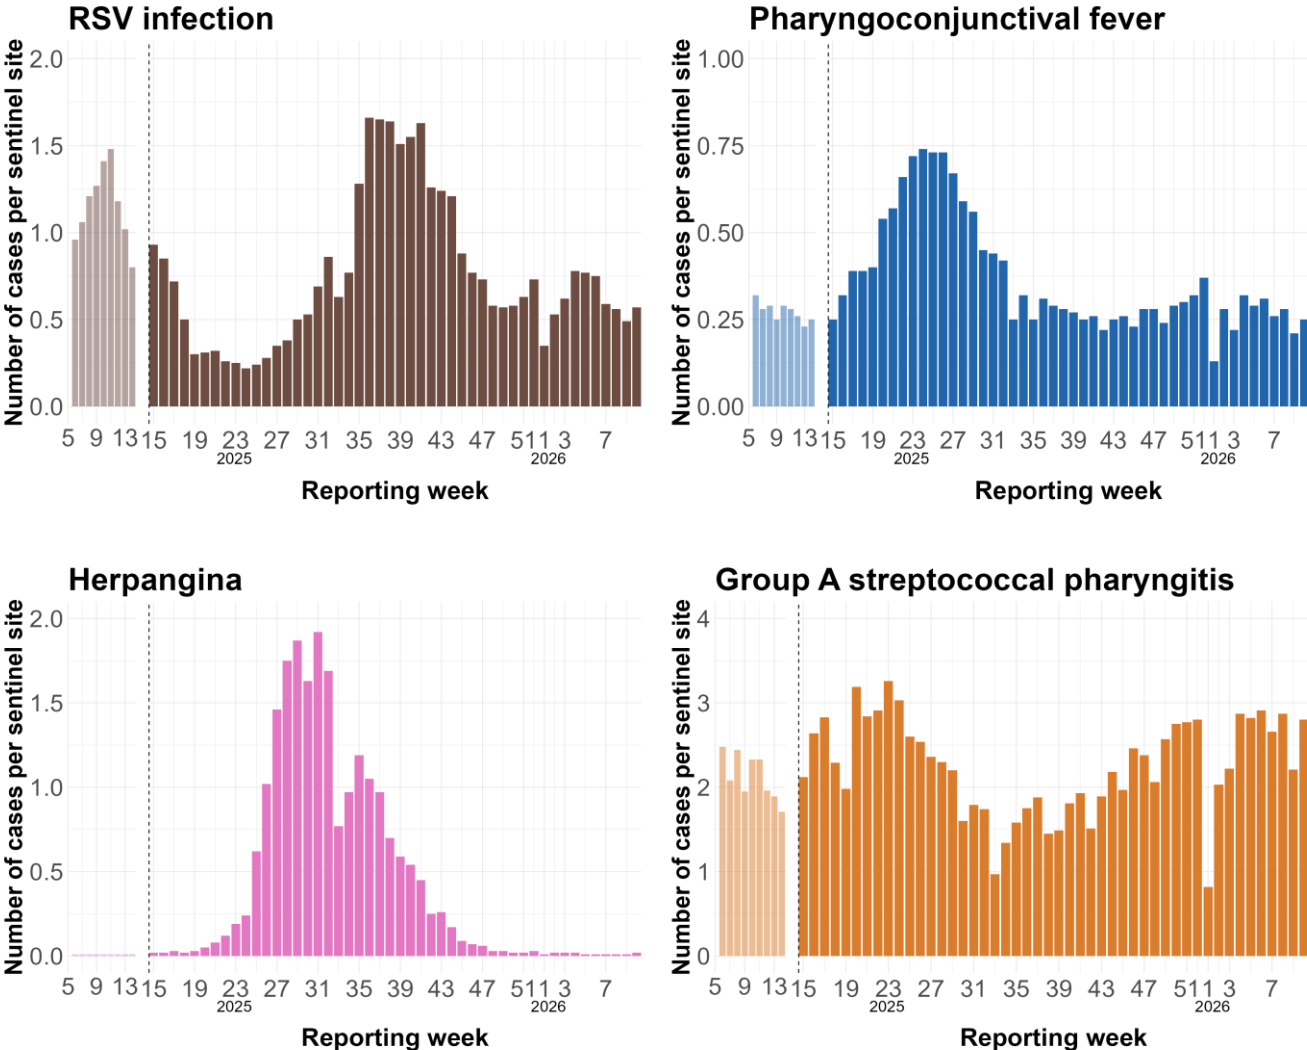 RSV infection
Number of cases per sentinel site
2.0
1.5
1.0
0.5
0.0
5 9 13 15 19 23 27 31 35 39 43 47 51 1 3 7
2025 2026
Reporting week
Pharyngoconjunctival fever
Number of cases per sentinel site
1.00
0.75
0.50
0.25
0.00
5 9 13 15 19 23 27 31 35 39 43 47 51 1 3 7
2025 2026
Reporting week
Herpangina
Number of cases per sentinel site
2.0
1.5
1.0
0.5
0.0
5 9 13 15 19 23 27 31 35 39 43 47 51 1 3 7
2025 2026
Reporting week
Group A streptococcal pharyngitis
Number of cases per sentinel site
4
3
2
1
0
5 9 13 15 19 23 27 31 35 39 43 47 51 1 3 7
2025 2026
Reporting week